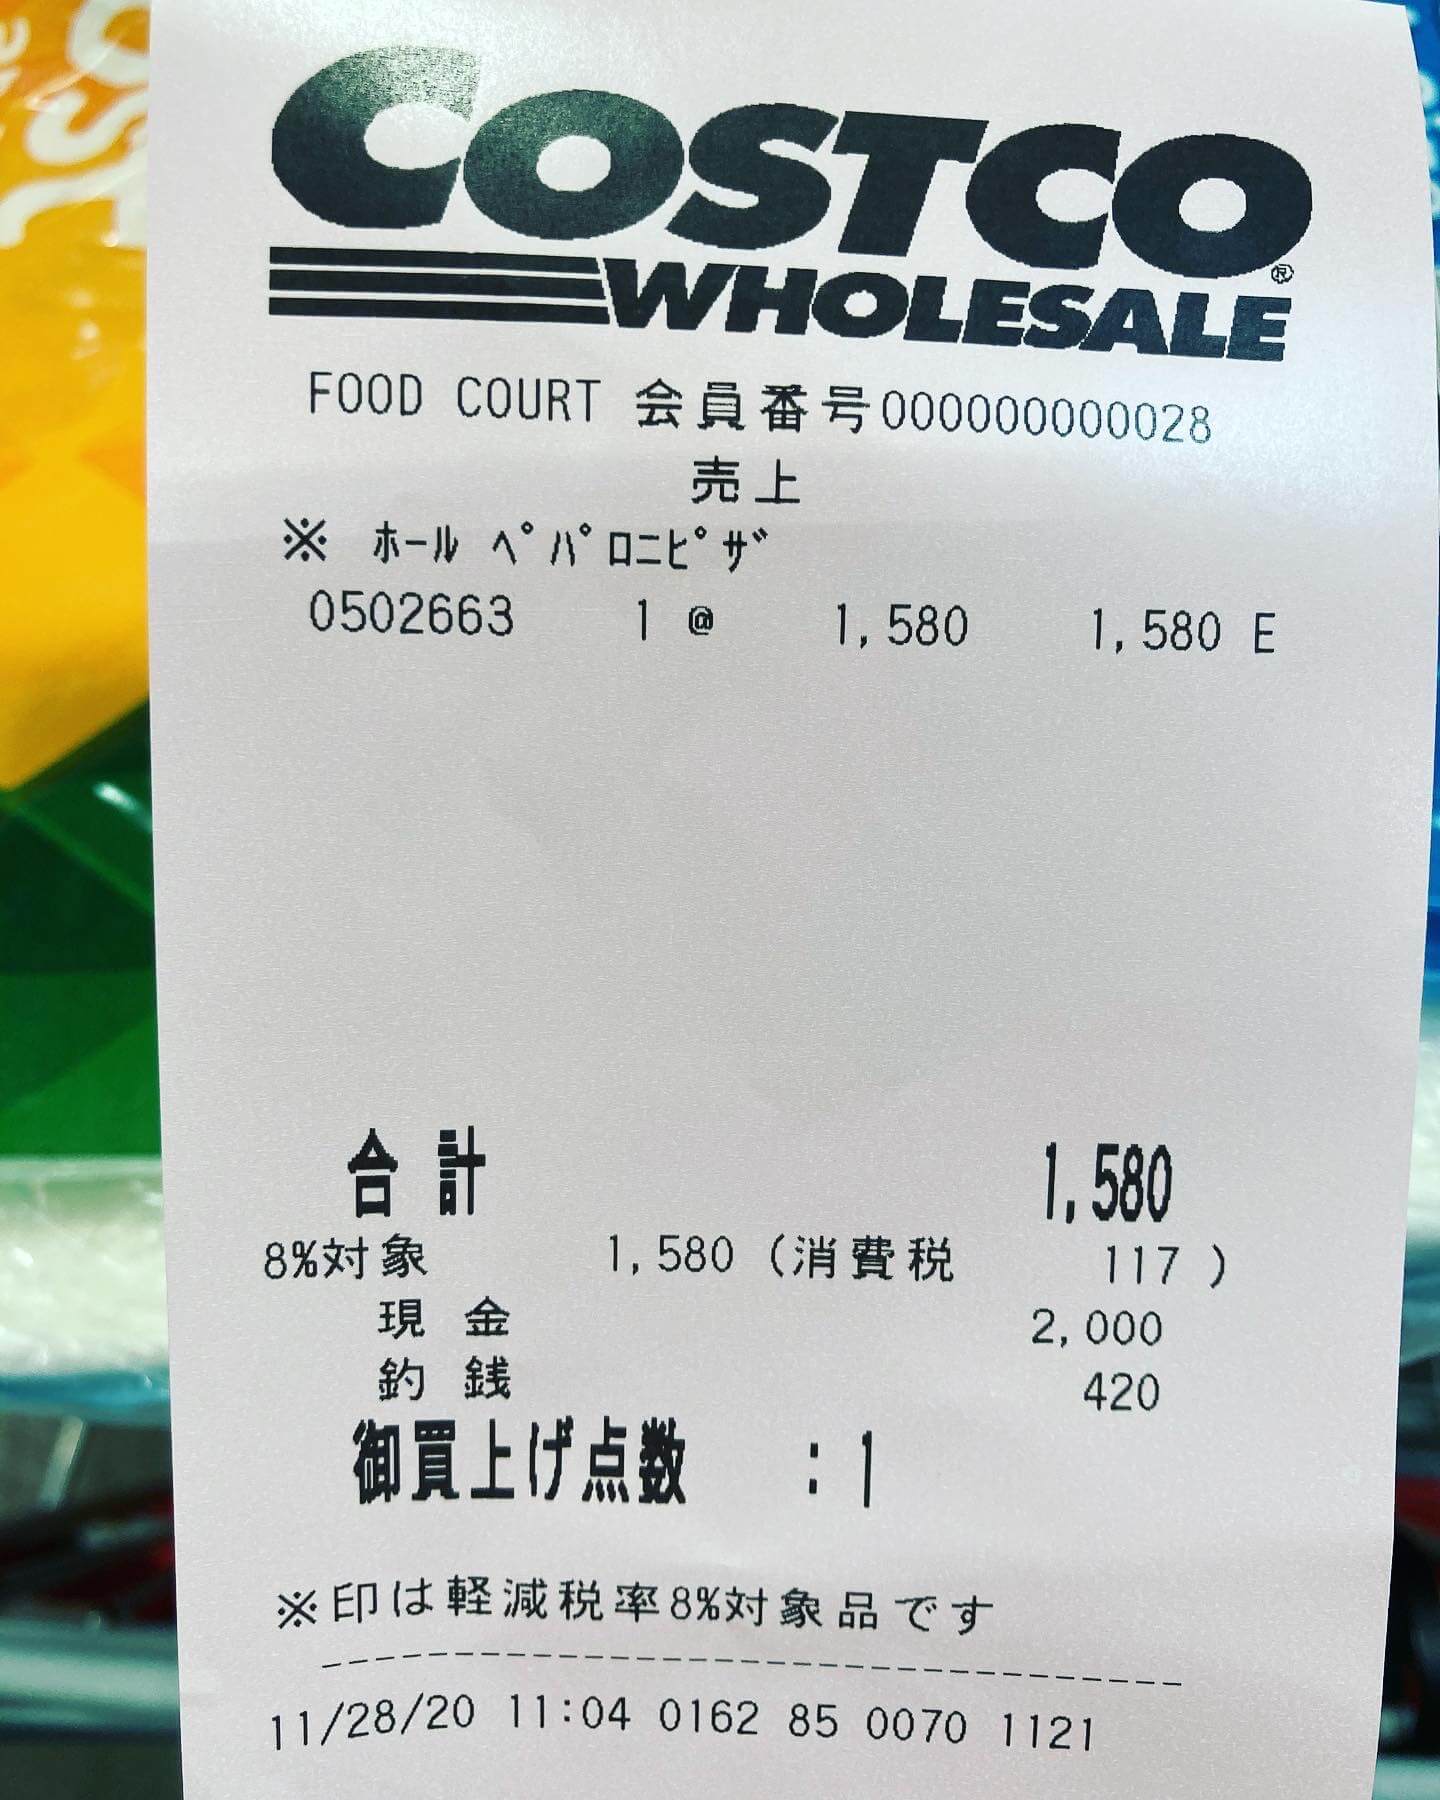 COSTCO
WHOLESALE
FOOD COURT 会員番号000000000028
売上
※ ﾎｰﾙ ﾍﾟﾊﾟﾛﾆﾋﾟｻﾞ
0502663 1 @ 1,580 1,580 E
合計 1,580
8%対象 1,580 (消費税 117 )
現金 2,000
釣銭 420
御買上げ点数 : 1
※印は軽減税率8%対象品です
11/28/20 11:04 0162 85 0070 1121